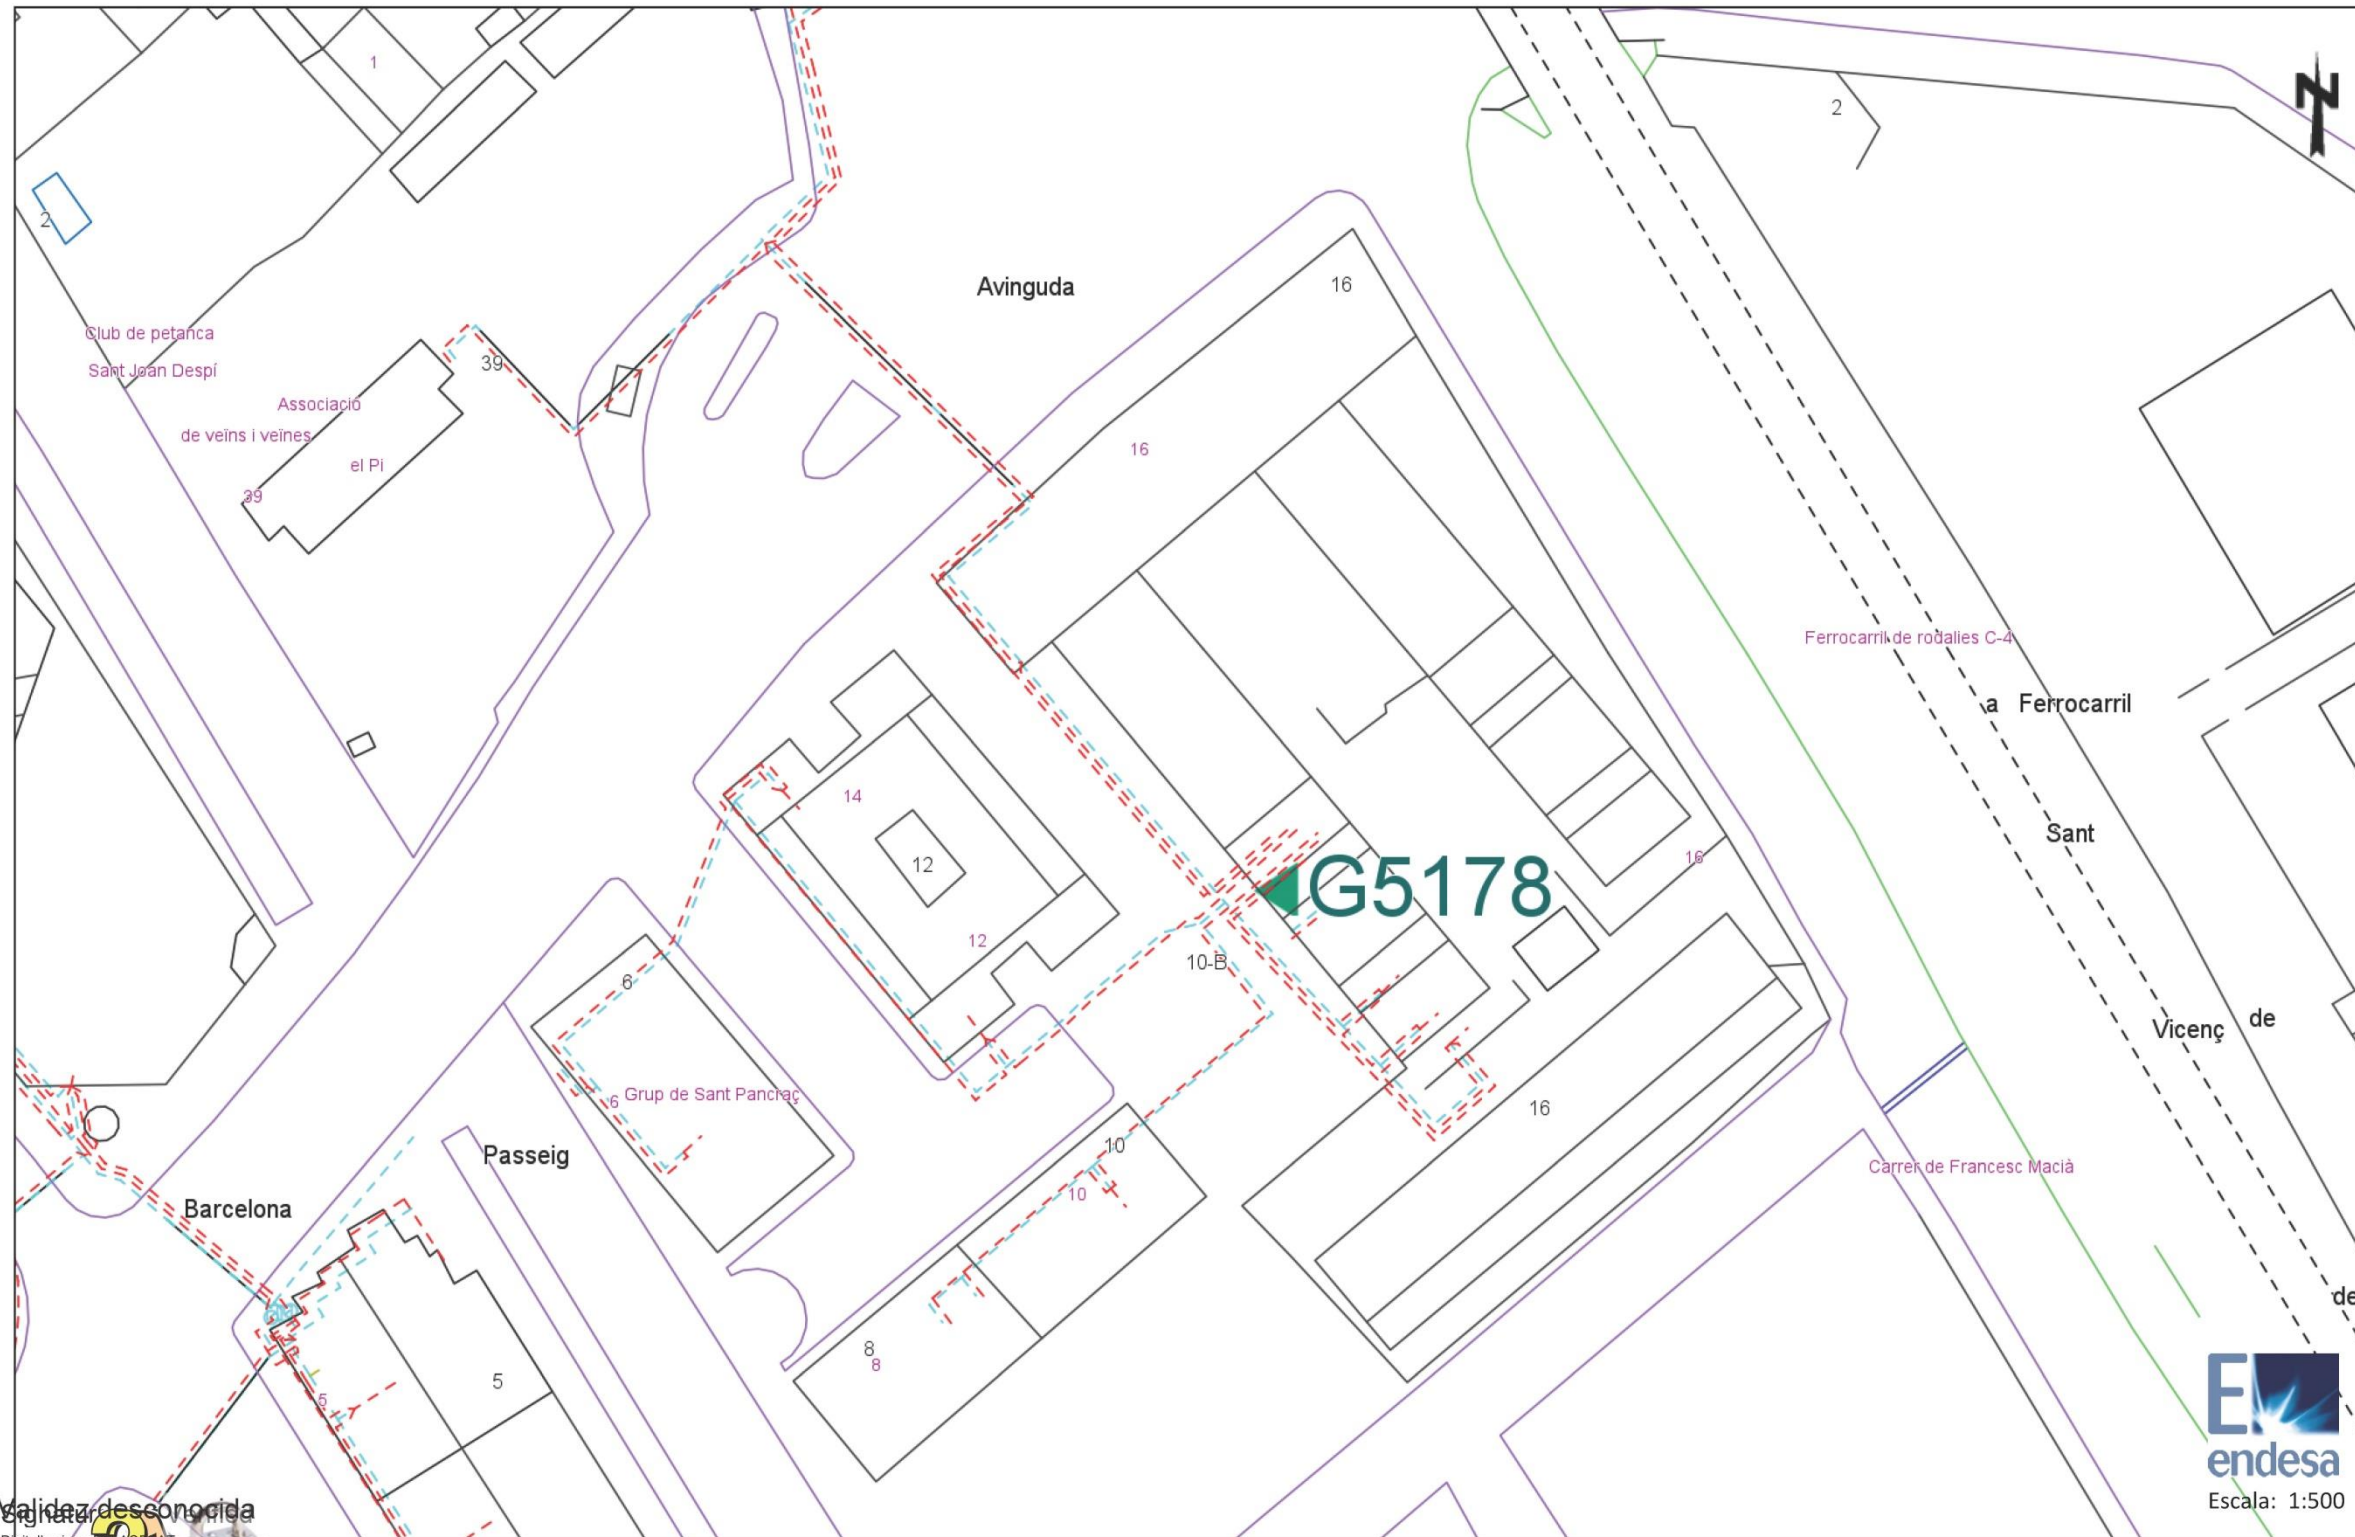 1
2
N
2
Avinguda
16
Club de petanca
39
Sant Joan Despí
Associació
de veïns i veïnes
16
el Pi
39
Ferrocarril de rodalies C-4
a Ferrocarril
14
Sant
12
16
G5178
12
10-B
6
Vicenç de
Grup de Sant Pancraç
6
16
10
Passeig
Carrer de Francesc Macià
10
Barcelona
de
8
8
5
5
E
endesa
Escala: 1:500
Validez desconocida